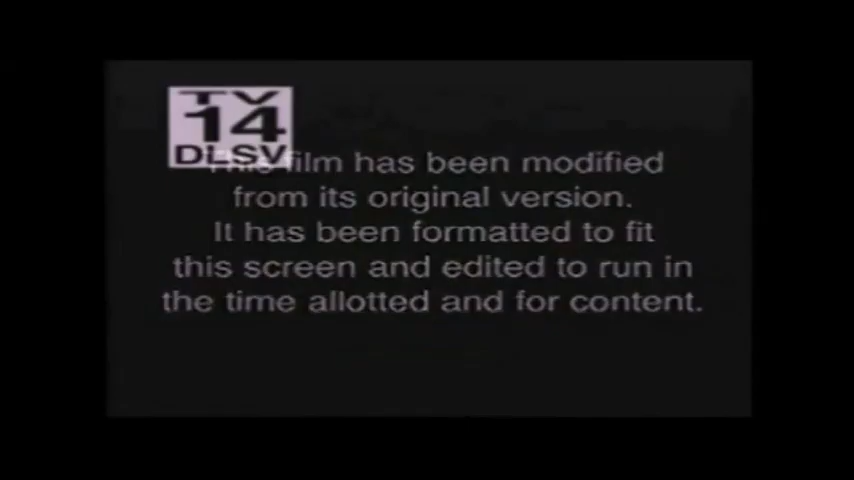 TV
14
DLSV
This film has been modified
from its original version.
It has been formatted to fit
this screen and edited to run in
the time allotted and for content.